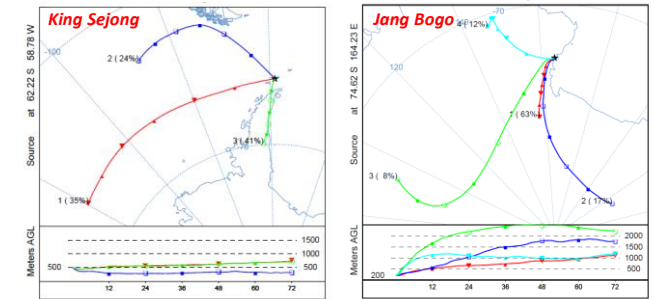 King Sejong
Source at 62.22 S 58.78 W
-100
2 ( 24%)
3 ( 41%)
1 ( 35%)
Meters AGL
1500
1000
500
500
12 24 36 48 60 72
Jang Bogo
Source at 74.62 S 164.23 E
-70
4 ( 12%)
120
1 ( 63%)
3 ( 8%)
2 ( 17%)
Meters AGL
2000
1500
1000
500
200
12 24 36 48 60 72